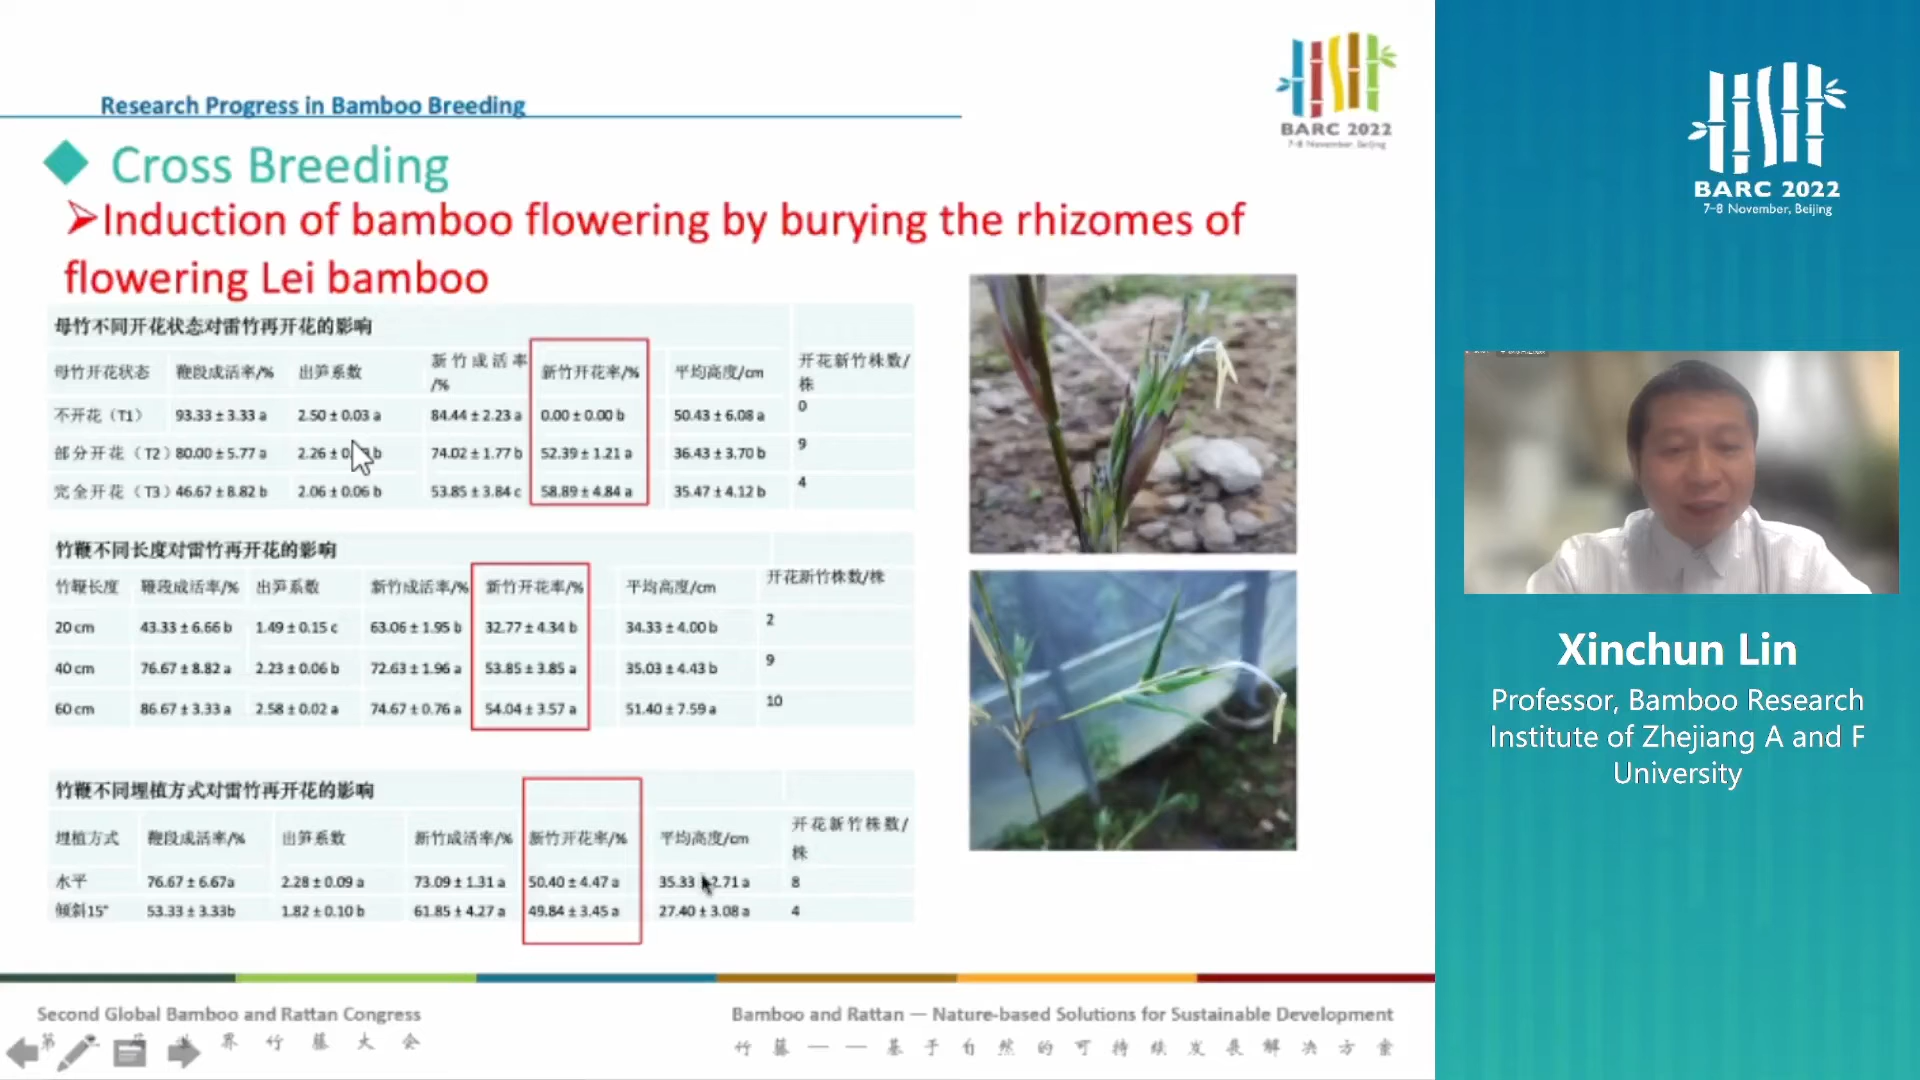 Research Progress in Bamboo Breeding
BARC 2022
7-8 November, Beijing
Cross Breeding
Induction of bamboo flowering by burying the rhizomes of
flowering Lei bamboo
母竹不同开花状态对雷竹再开花的影响
母竹开花状态 鞭段成活率/% 出笋系数 新竹成活率/% 新竹开花率/% 平均高度/cm 开花新竹株数/株
不开花（T1） 93.33 ± 3.33 a 2.50 ± 0.03 a 84.44 ± 2.23 a 0.00 ± 0.00 b 50.43 ± 6.08 a 0
部分开花（T2） 80.00 ± 5.77 a 2.26 ± b 74.02 ± 1.77 b 52.39 ± 1.21 a 36.43 ± 3.70 b 9
完全开花（T3） 46.67 ± 8.82 b 2.06 ± 0.06 b 53.85 ± 3.84 c 58.89 ± 4.84 a 35.47 ± 4.12 b 4
竹鞭不同长度对雷竹再开花的影响
竹鞭长度 鞭段成活率/% 出笋系数 新竹成活率/% 新竹开花率/% 平均高度/cm 开花新竹株数/株
20 cm 43.33 ± 6.66 b 1.49 ± 0.15 c 63.06 ± 1.95 b 32.77 ± 4.34 b 34.33 ± 4.00 b 2
40 cm 76.67 ± 8.82 a 2.23 ± 0.06 b 72.63 ± 1.96 a 53.85 ± 3.85 a 35.03 ± 4.43 b 9
60 cm 86.67 ± 3.33 a 2.58 ± 0.02 a 74.67 ± 0.76 a 54.04 ± 3.57 a 51.40 ± 7.59 a 10
竹鞭不同埋植方式对雷竹再开花的影响
埋植方式 鞭段成活率/% 出笋系数 新竹成活率/% 新竹开花率/% 平均高度/cm 开花新竹株数/株
水平 76.67 ± 6.67a 2.28 ± 0.09 a 73.09 ± 1.31 a 50.40 ± 4.47 a 35.33 2.71 a 8
倾斜15° 53.33 ± 3.33b 1.82 ± 0.10 b 61.85 ± 4.27 a 49.84 ± 3.45 a 27.40 ± 3.08 a 4
Second Global Bamboo and Rattan Congress
第 界 竹 藤 大 会
Bamboo and Rattan — Nature-based Solutions for Sustainable Development
竹 藤 — — 基 于 自 然 的 可 持 续 发 展 解 决 方 案
BARC 2022
7-8 November, Beijing
Xinchun Lin
Professor, Bamboo Research
Institute of Zhejiang A and F
University